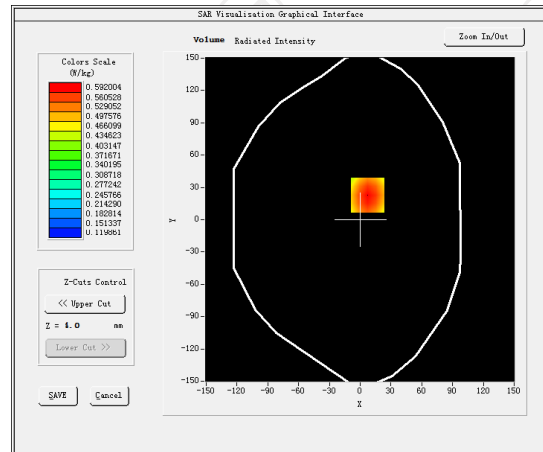 SAR Visualisation Graphical Interface
Volume Radiated Intensity
Zoom In/Out
Colors Scale
(W/kg)
0.592004
0.560528
0.529052
0.497576
0.466099
0.434623
0.403147
0.371671
0.340195
0.308718
0.277242
0.245766
0.214290
0.182814
0.151337
0.119861
150
120
90
60
30
0
-30
-60
-90
-120
-150
Y
-150 -120 -90 -60 -30 0 30 60 90 120 150
X
Z-Cuts Control
<< Upper Cut
Z = 4.0 mm
Lower Cut >>
SAVE
Cancel